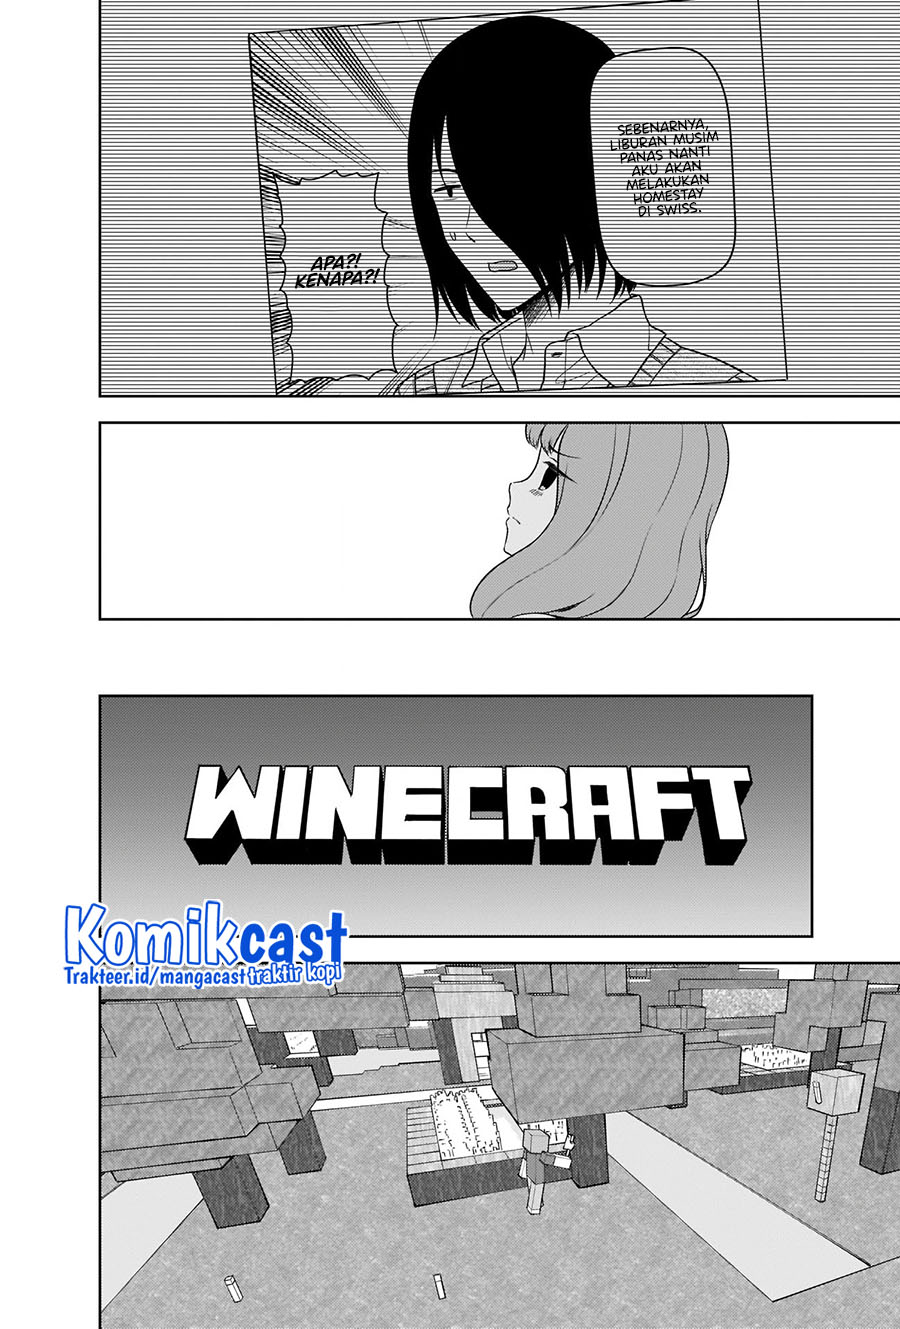 SEBENARNYA,
LIBURAN MUSIM
PANAS NANTI
AKU AKAN
MELAKUKAN
HOMESTAY
DI SWISS.
APA?!
KENAPA?!
WINECRAFT
Komikcast
Trakteer.id/mangacast traktir kopi